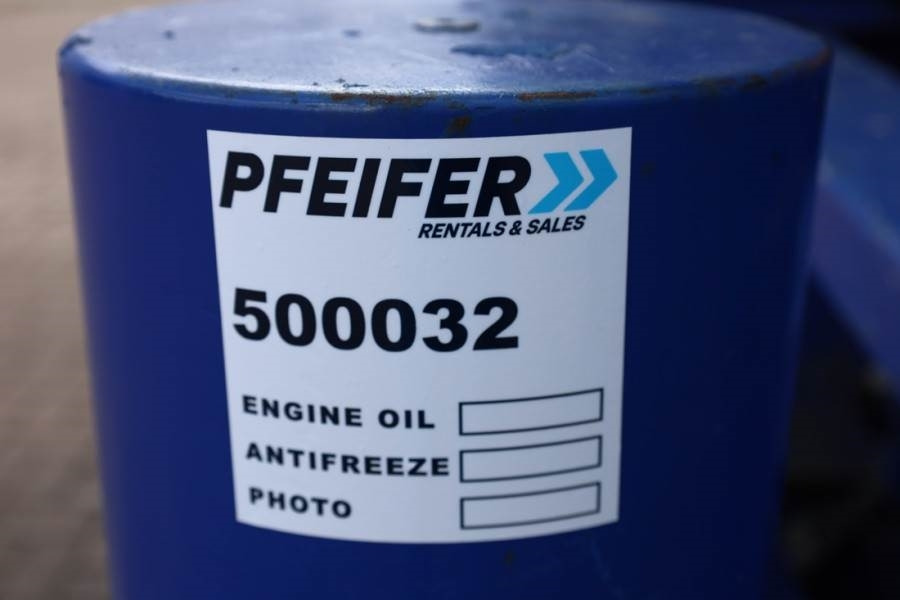 PFEIFER
RENTALS & SALES
500032
ENGINE OIL
ANTIFREEZE
PHOTO